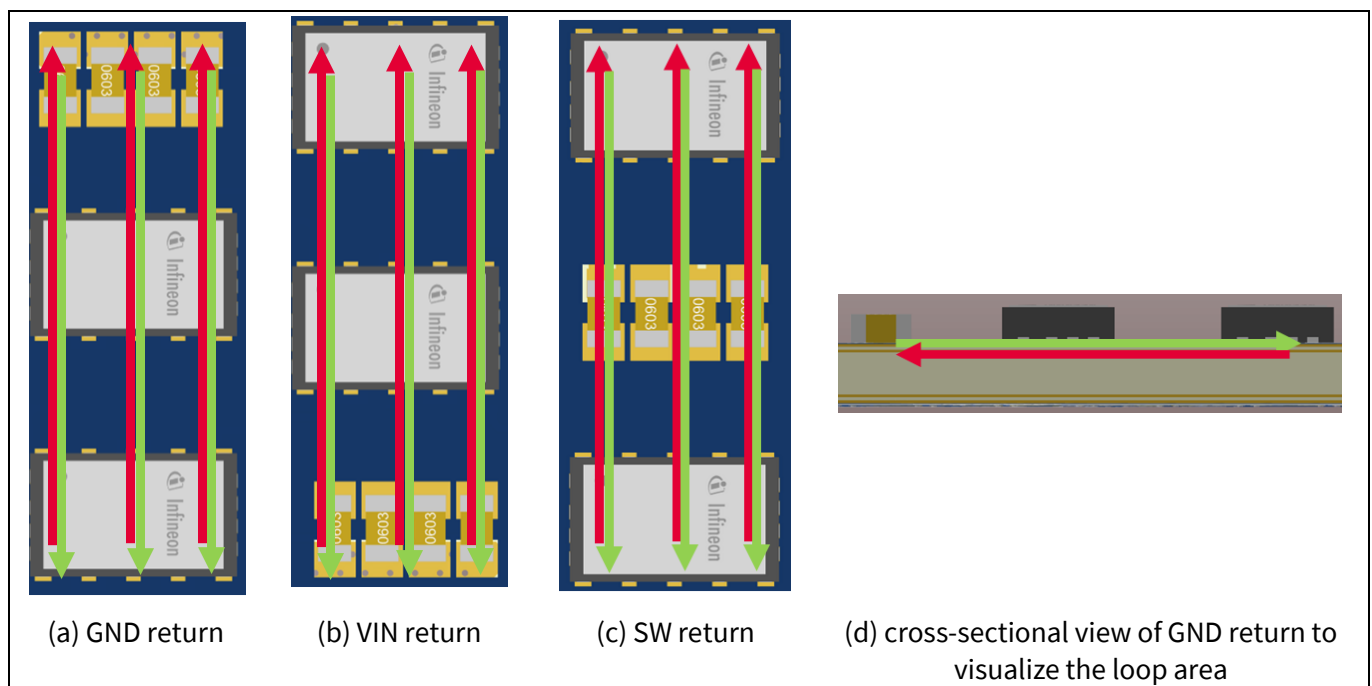 0603
0603
Infineon
Infineon
Infineon
Infineon
0603
0603
0603
Infineon
0603
0603
Infineon
(a) GND return
(b) VIN return
(c) SW return
(d) cross-sectional view of GND return to
visualize the loop area